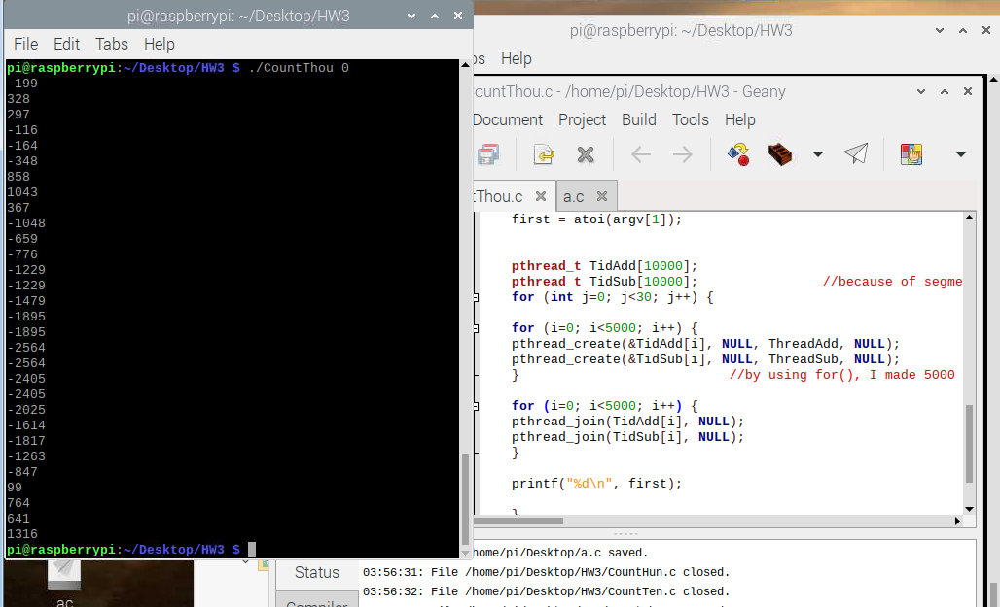 pi@raspberrypi: ~/Desktop/HW3
File Edit Tabs Help
pi@raspberrypi:~/Desktop/HW3 $ ./CountThou 0
-199
328
297
-116
-164
-348
858
1043
367
-1048
-659
-776
-1229
-1229
-1479
-1895
-1895
-2564
-2564
-2405
-2405
-2025
-1614
-1817
-1263
-847
99
764
641
1316
pi@raspberrypi:~/Desktop/HW3 $
pi@raspberrypi: ~/Desktop/HW3
os Help
CountThou.c - /home/pi/Desktop/HW3 - Geany
Document Project Build Tools Help
tThou.c a.c
first = atoi(argv[1]);
pthread_t TidAdd[10000];
pthread_t TidSub[10000]; //because of segme
for (int j=0; j<30; j++) {
for (i=0; i<5000; i++) {
pthread_create(&TidAdd[i], NULL, ThreadAdd, NULL);
pthread_create(&TidSub[i], NULL, ThreadSub, NULL);
} //by using for(), I made 5000
for (i=0; i<5000; i++) {
pthread_join(TidAdd[i], NULL);
pthread_join(TidSub[i], NULL);
}
printf("%d\n", first);
}
home/pi/Desktop/a.c saved.
Status
03:56:31: File /home/pi/Desktop/HW3/CountHun.c closed.
03:56:32: File /home/pi/Desktop/HW3/CountTen.c closed.
Compiler
ac